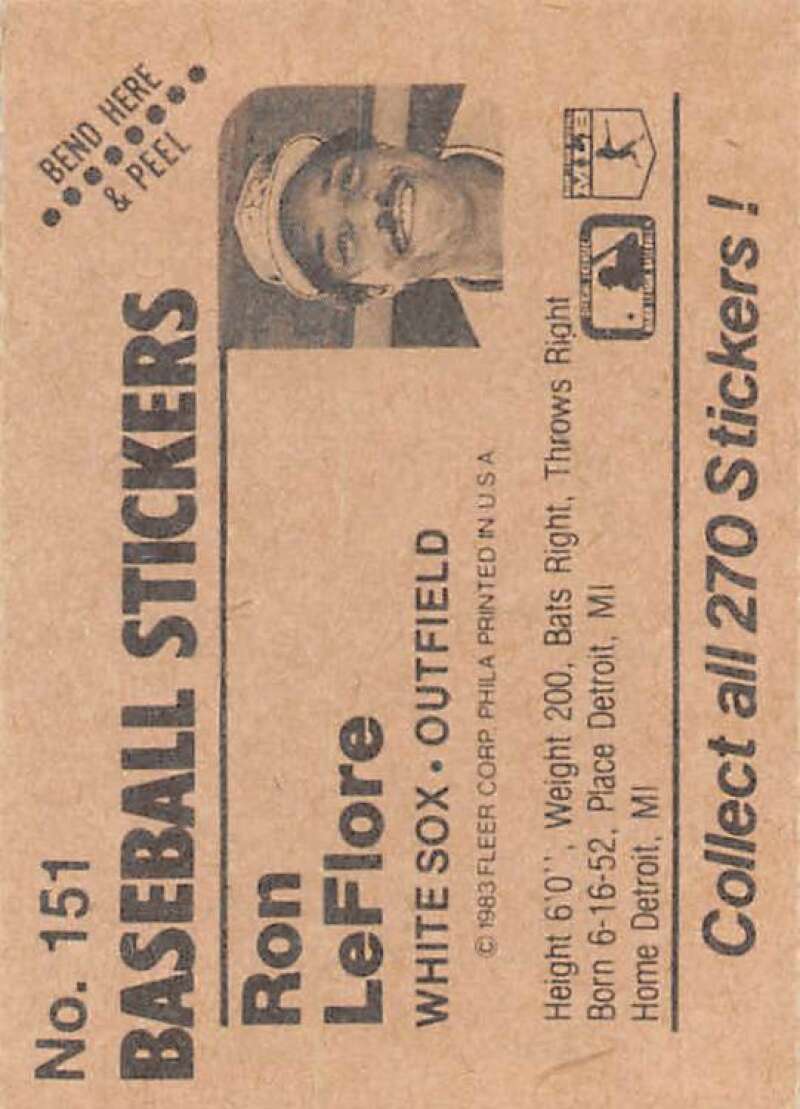 No. 151
BEND HERE
& PEEL
BASEBALL STICKERS
Ron
LeFlore
WHITE SOX • OUTFIELD
© 1983 FLEER CORP. PHILA PRINTED IN U S A
Height 6'0'', Weight 200, Bats Right, Throws Right
Born 6-16-52, Place Detroit, MI
Home Detroit, MI
Collect all 270 Stickers !